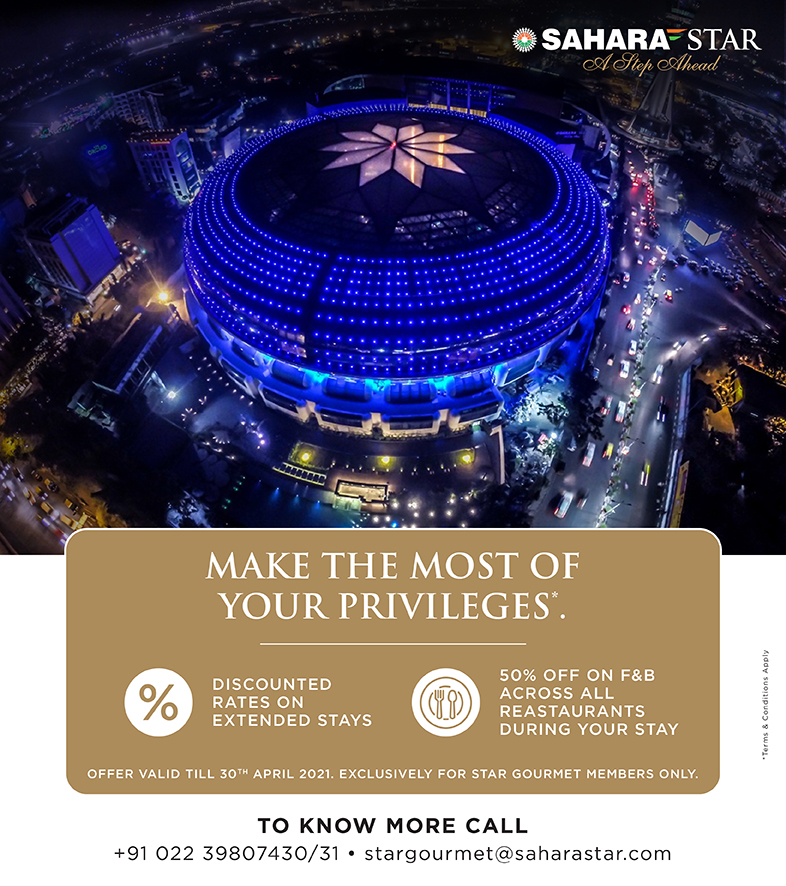 SAHARA STAR
A Step Ahead
MAKE THE MOST OF
YOUR PRIVILEGES*.
%
DISCOUNTED
RATES ON
EXTENDED STAYS
50% OFF ON F&B
ACROSS ALL
REASTAURANTS
DURING YOUR STAY
OFFER VALID TILL 30TH APRIL 2021. EXCLUSIVELY FOR STAR GOURMET MEMBERS ONLY.
*Terms & Conditions Apply
TO KNOW MORE CALL
+91 022 39807430/31 • stargourmet@saharastar.com